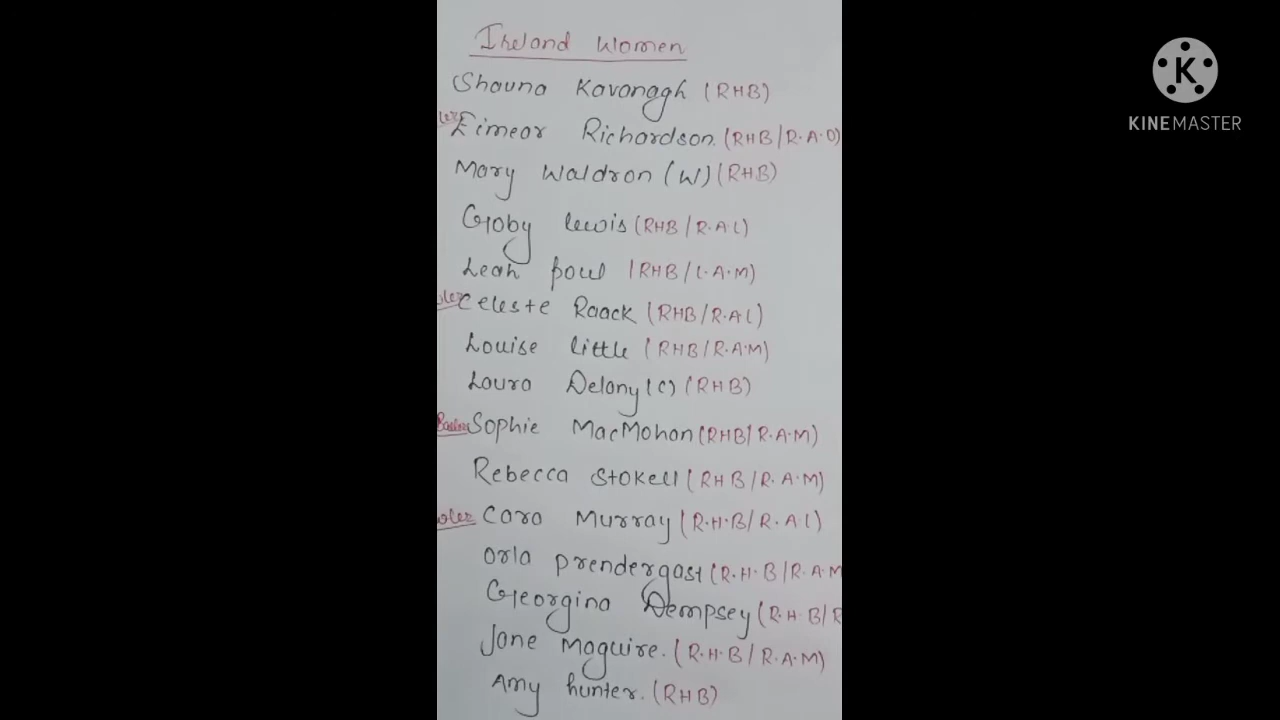 Ireland Women
Shauna Kavanagh (RHB)
Eimear Richardson. (RHB/R.A.O)
Mary Waldron (W) (RHB)
Gaby lewis (RHB/R.A.L)
Leah poul (RHB/L.A.M)
Celeste Raack (RHB/R.A.L)
Louise little (RHB/R.A.M)
Laura Delany (C) (RHB)
Sophie MacMohan (RHB/R.A.M)
Rebecca Stokell (RHB/R.A.M)
Cara Murray (R.H.B/R.A.L)
Orla prendergast (R.H.B/R.A.M
Georgina Dempsey (R.H.B/R
Jane Maguire. (R.H.B/R.A.M)
Amy hunter. (RHB)
K
KINEMASTER